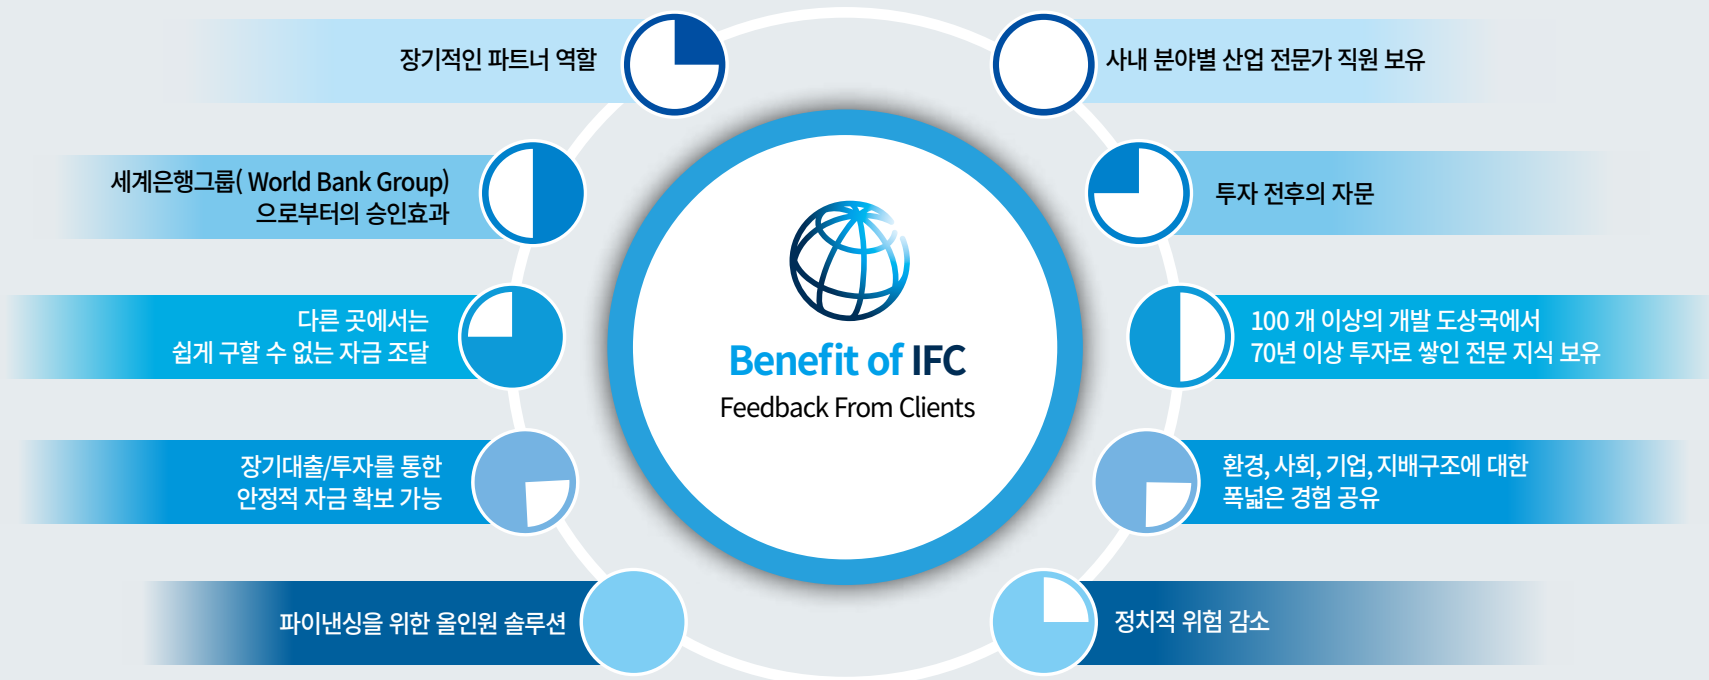 장기적인 파트너 역할
세계은행그룹( World Bank Group)
으로부터의 승인효과
다른 곳에서는
쉽게 구할 수 없는 자금 조달
장기대출/투자를 통한
안정적 자금 확보 가능
파이낸싱을 위한 올인원 솔루션
Benefit of IFC
Feedback From Clients
사내 분야별 산업 전문가 직원 보유
투자 전후의 자문
100 개 이상의 개발 도상국에서
70년 이상 투자로 쌓인 전문 지식 보유
환경, 사회, 기업, 지배구조에 대한
폭넓은 경험 공유
정치적 위험 감소